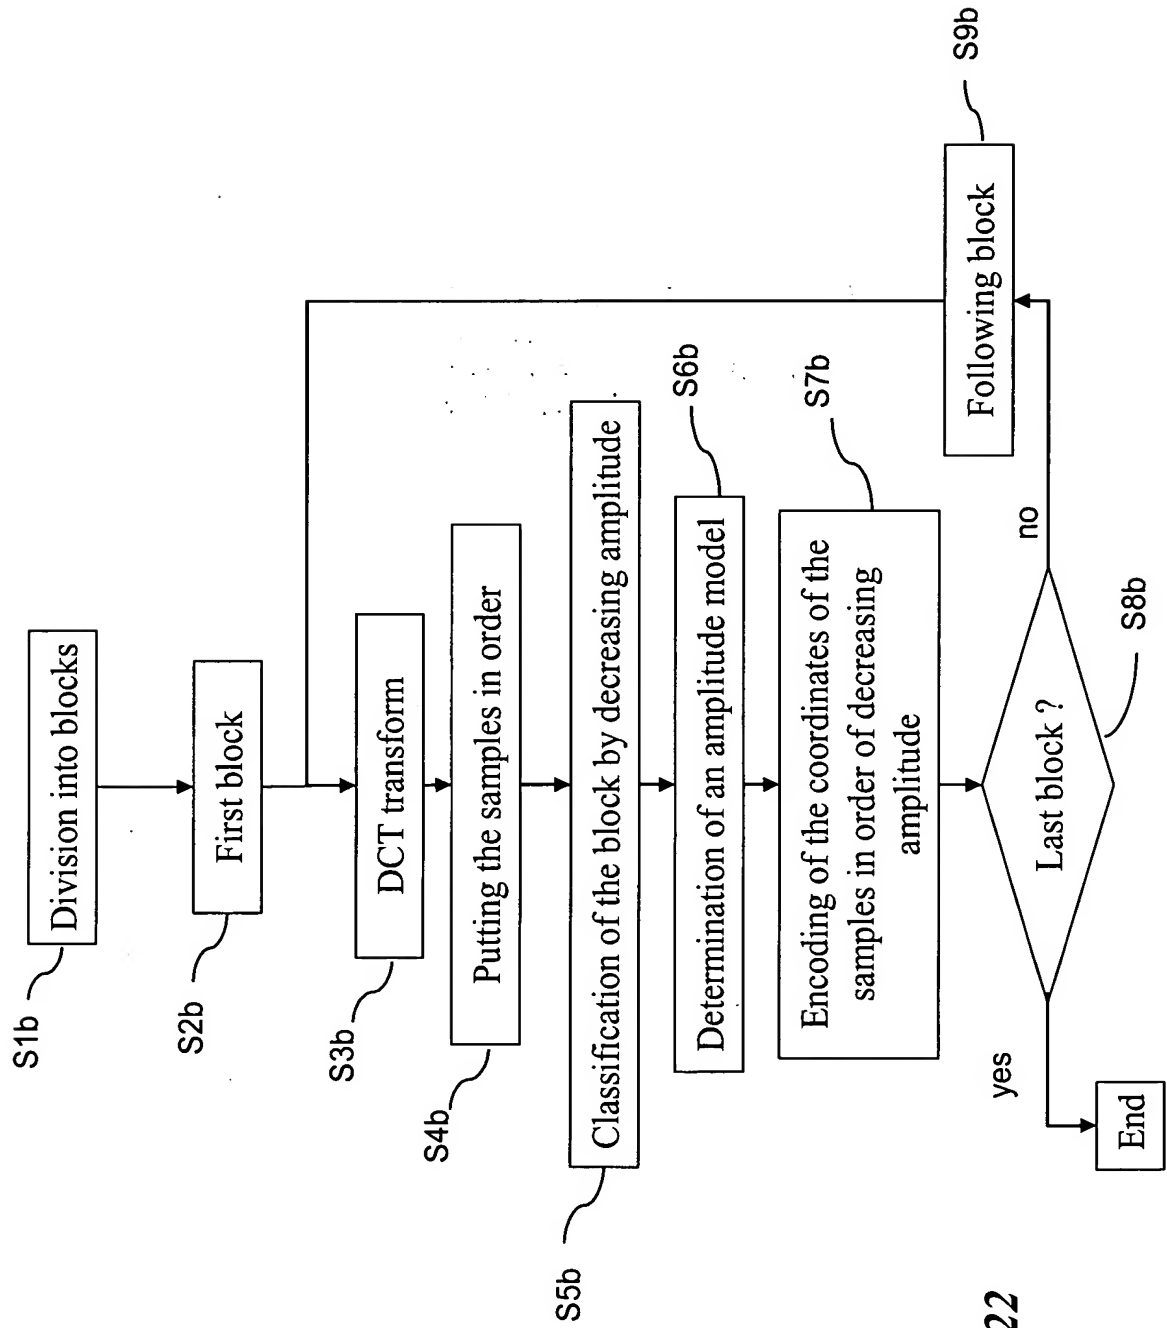 S1b
Division into blocks
S2b
First block
S3b
DCT transform
S4b
Putting the samples in order
S5b
Classification of the block by decreasing amplitude
Determination of an amplitude model
S6b
Encoding of the coordinates of the
samples in order of decreasing
amplitude
S7b
Last block ?
S8b
yes
no
End
Following block
S9b
22